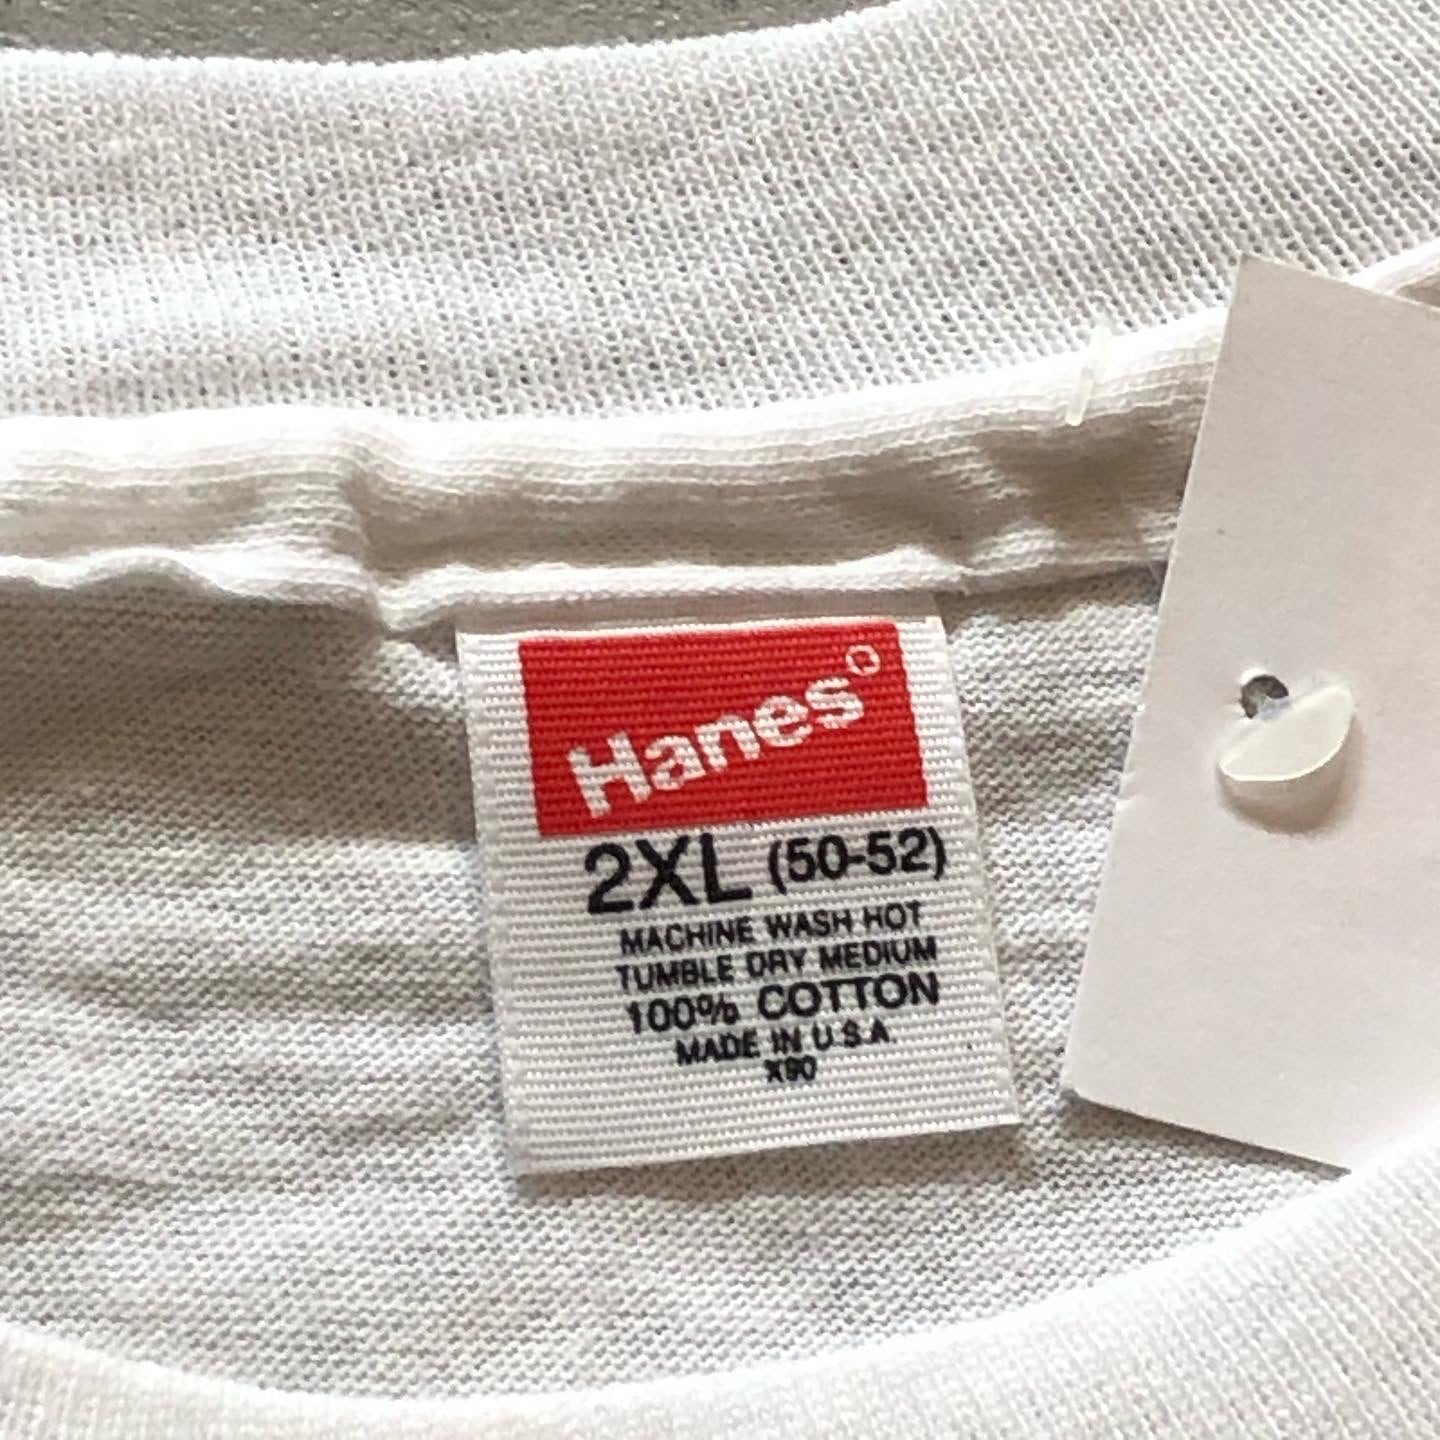 Hanes
2XL (50-52)
MACHINE WASH HOT
TUMBLE DRY MEDIUM
100% COTTON
MADE IN U.S.A.
X90